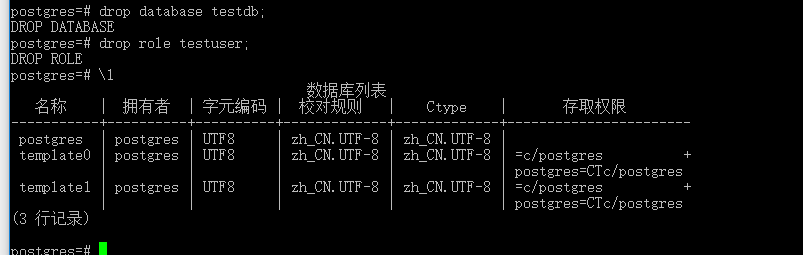 postgres=# drop database testdb;
DROP DATABASE
postgres=# drop role testuser;
DROP ROLE
postgres=# \l
                                     数据库列表
   名称    |  拥有者  | 字元编码 |  校对规则   |    Ctype    |       存取权限
-----------+----------+----------+-------------+-------------+-----------------------
 postgres  | postgres | UTF8     | zh_CN.UTF-8 | zh_CN.UTF-8 |
 template0 | postgres | UTF8     | zh_CN.UTF-8 | zh_CN.UTF-8 | =c/postgres          +
           |          |          |             |             | postgres=CTc/postgres
 template1 | postgres | UTF8     | zh_CN.UTF-8 | zh_CN.UTF-8 | =c/postgres          +
           |          |          |             |             | postgres=CTc/postgres
(3 行记录)
postgres=#